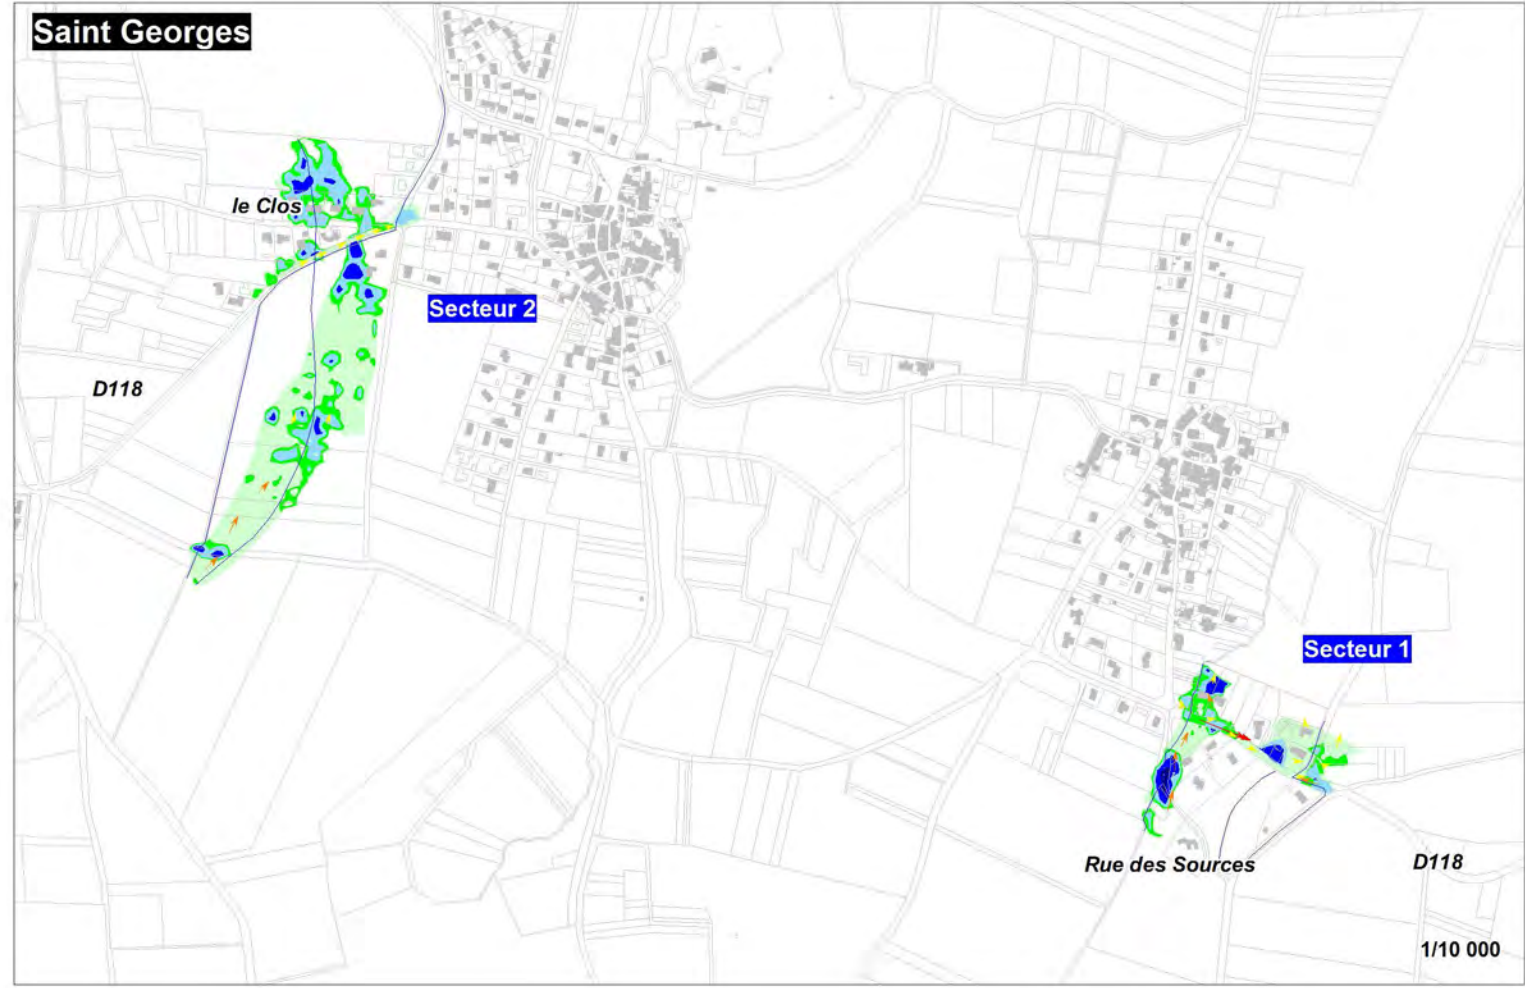 Saint Georges
le Clos
Secteur 2
D118
Secteur 1
Rue des Sources
D118
1/10 000